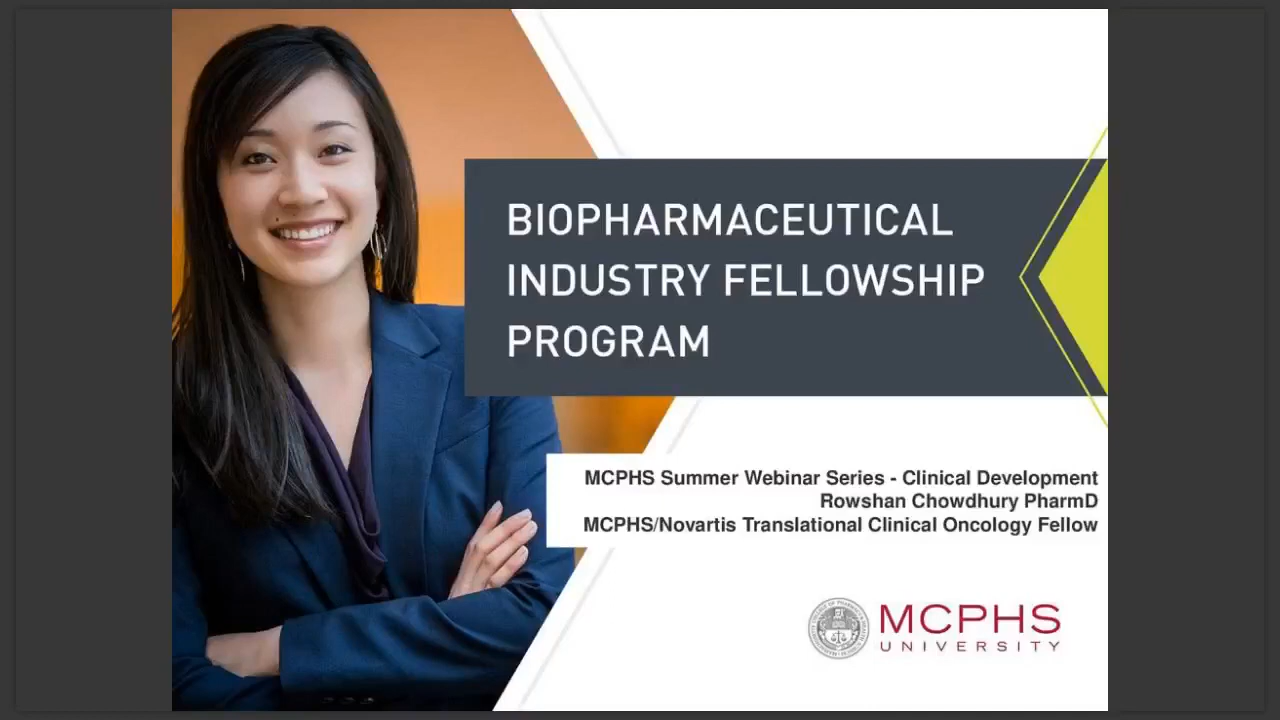 BIOPHARMACEUTICAL
INDUSTRY FELLOWSHIP
PROGRAM
MCPHS Summer Webinar Series - Clinical Development
Rowshan Chowdhury PharmD
MCPHS/Novartis Translational Clinical Oncology Fellow
MCPHS
UNIVERSITY